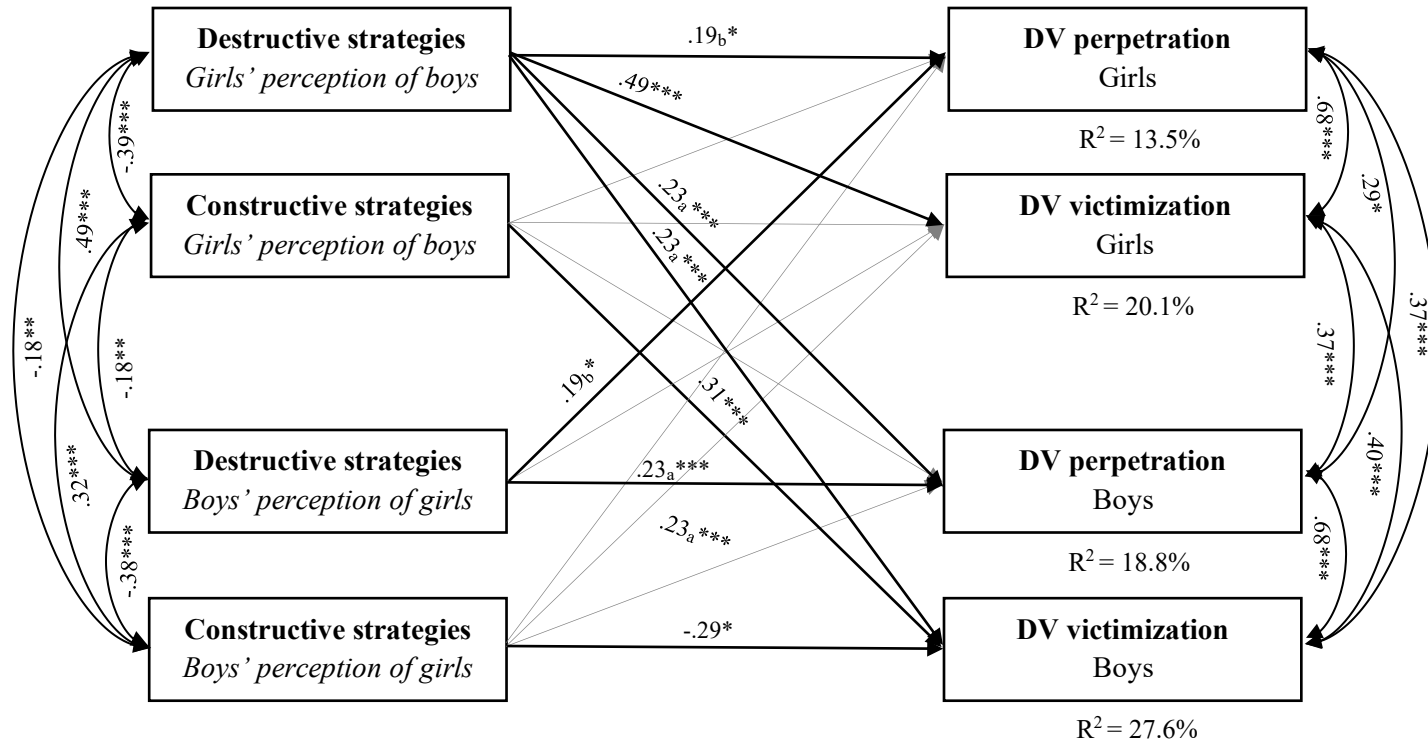 Destructive strategies
Girls' perception of boys
Constructive strategies
Girls' perception of boys
Destructive strategies
Boys' perception of girls
Constructive strategies
Boys' perception of girls
-.39***
.49***
-.18**
-.18**
.32***
-.38***
.19b*
.49***
.23a***
.23a***
.19b*
.31***
.23a***
.23a***
-.29*
DV perpetration
Girls
R² = 13.5%
DV victimization
Girls
R² = 20.1%
DV perpetration
Boys
R² = 18.8%
DV victimization
Boys
R² = 27.6%
.68***
.29*
.37***
.37***
.40***
.68***